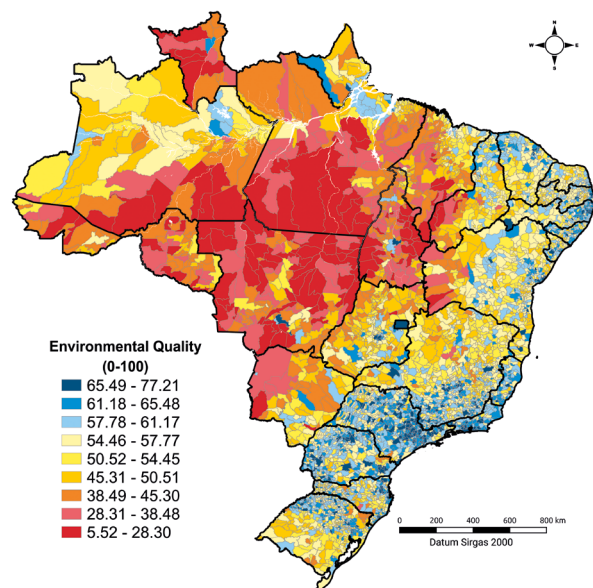 N
W E
S
Environmental Quality
(0-100)
65.49 - 77.21
61.18 - 65.48
57.78 - 61.17
54.46 - 57.77
50.52 - 54.45
45.31 - 50.51
38.49 - 45.30
28.31 - 38.48
5.52 - 28.30
0 200 400 600 800 km
Datum Sirgas 2000